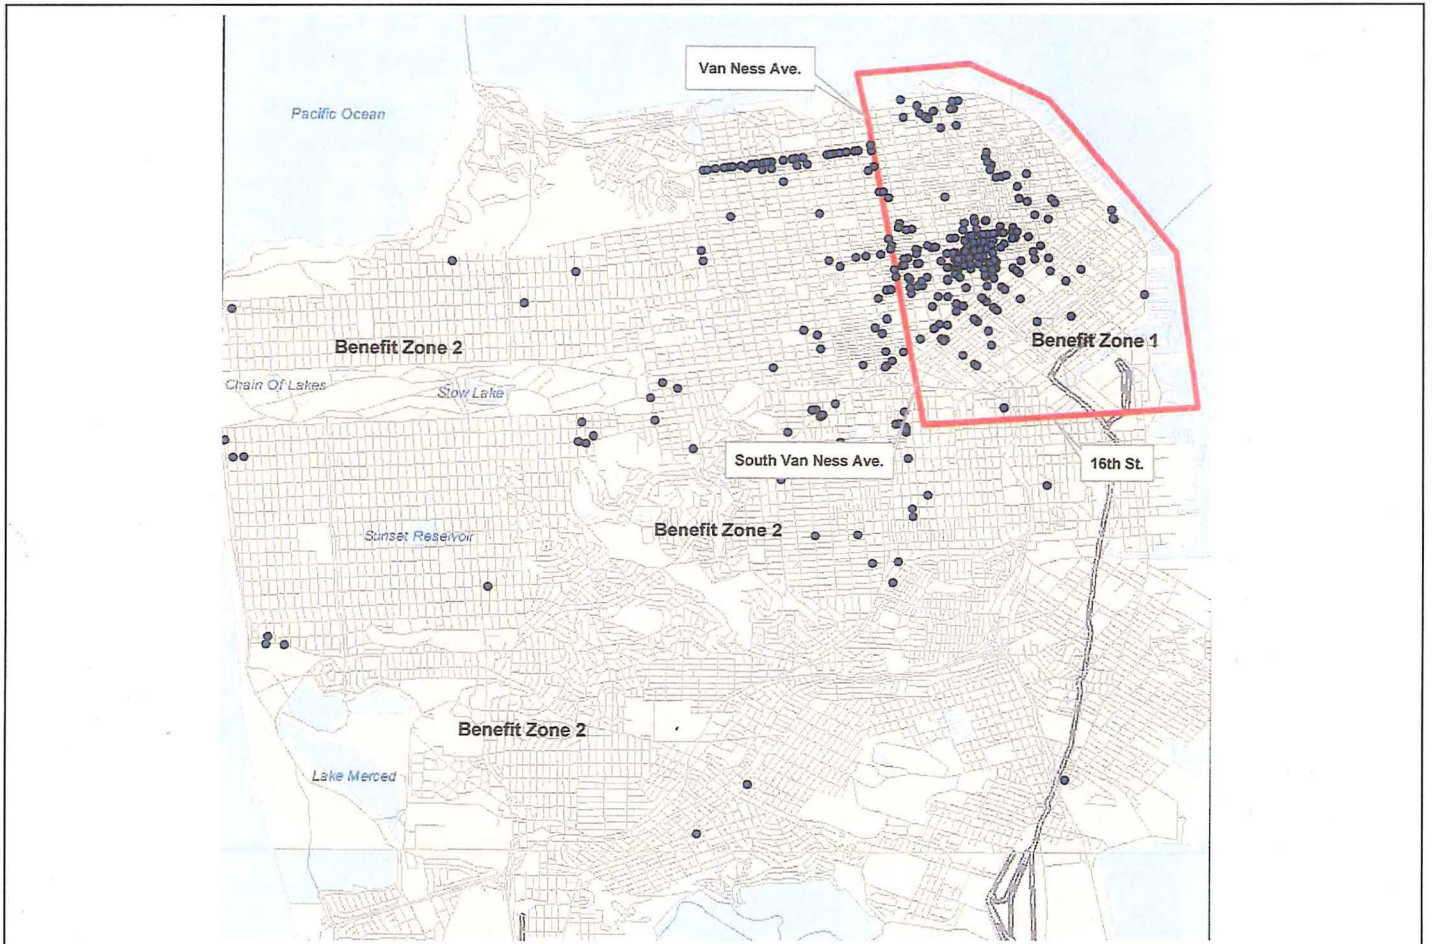 Van Ness Ave.
Pacific Ocean
Benefit Zone 1
Benefit Zone 2
Chain Of Lakes
Stow Lake
South Van Ness Ave.
16th St.
Benefit Zone 2
Sunset Reservoir
Benefit Zone 2
Lake Merced